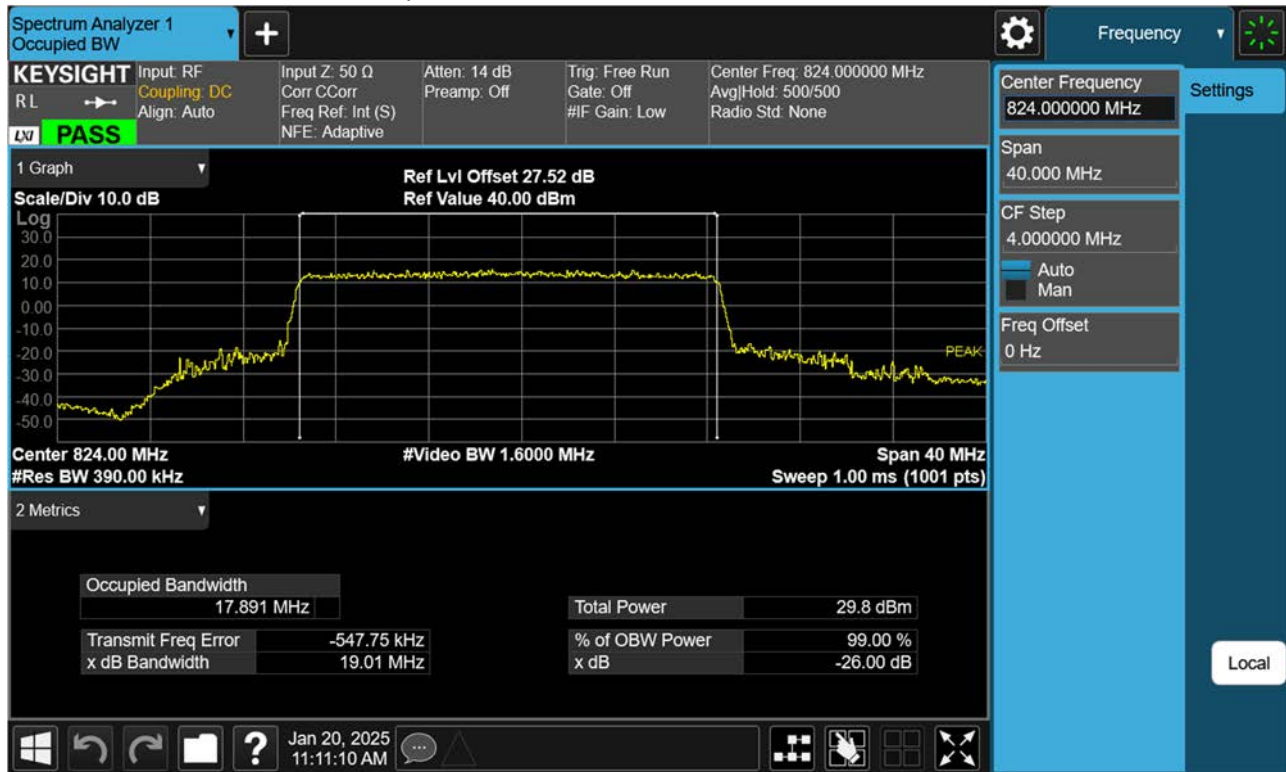 Spectrum Analyzer 1
Occupied BW
Frequency
KEYSIGHT
RL
LXI
PASS
Input: RF
Coupling: DC
Align: Auto
Input Z: 50 Ω
Corr CCorr
Freq Ref: Int (S)
NFE: Adaptive
Atten: 14 dB
Preamp: Off
Trig: Free Run
Gate: Off
#IF Gain: Low
Center Freq: 824.000000 MHz
Avg|Hold: 500/500
Radio Std: None
Center Frequency
824.000000 MHz
Settings
Span
40.000 MHz
CF Step
4.000000 MHz
Auto
Man
Freq Offset
0 Hz
Local
1 Graph
Scale/Div 10.0 dB
Ref Lvl Offset 27.52 dB
Ref Value 40.00 dBm
Log
30.0
20.0
10.0
0.00
-10.0
-20.0
-30.0
-40.0
-50.0
PEAK
Center 824.00 MHz
#Video BW 1.6000 MHz
Span 40 MHz
#Res BW 390.00 kHz
Sweep 1.00 ms (1001 pts)
2 Metrics
Occupied Bandwidth
17.891 MHz
Total Power 29.8 dBm
Transmit Freq Error -547.75 kHz
% of OBW Power 99.00 %
x dB Bandwidth 19.01 MHz
x dB -26.00 dB
?
Jan 20, 2025
11:11:10 AM